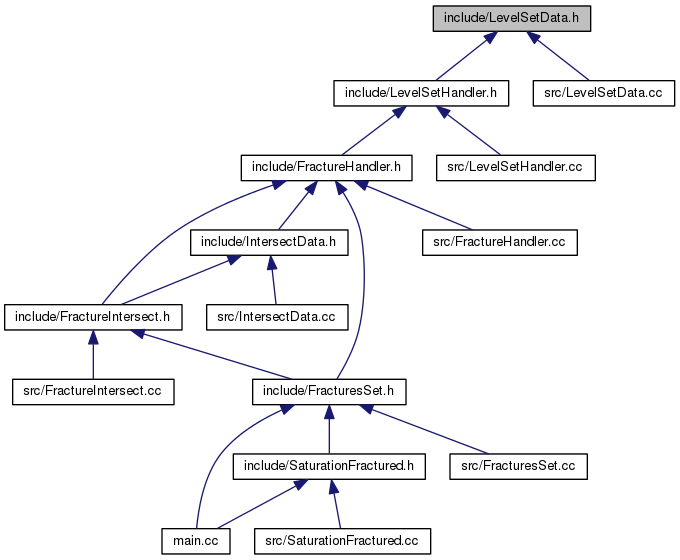 include/LevelSetData.h
include/LevelSetHandler.h
src/LevelSetData.cc
include/FractureHandler.h
src/LevelSetHandler.cc
include/IntersectData.h
src/FractureHandler.cc
include/FractureIntersect.h
src/IntersectData.cc
src/FractureIntersect.cc
include/FracturesSet.h
include/SaturationFractured.h
src/FracturesSet.cc
main.cc
src/SaturationFractured.cc